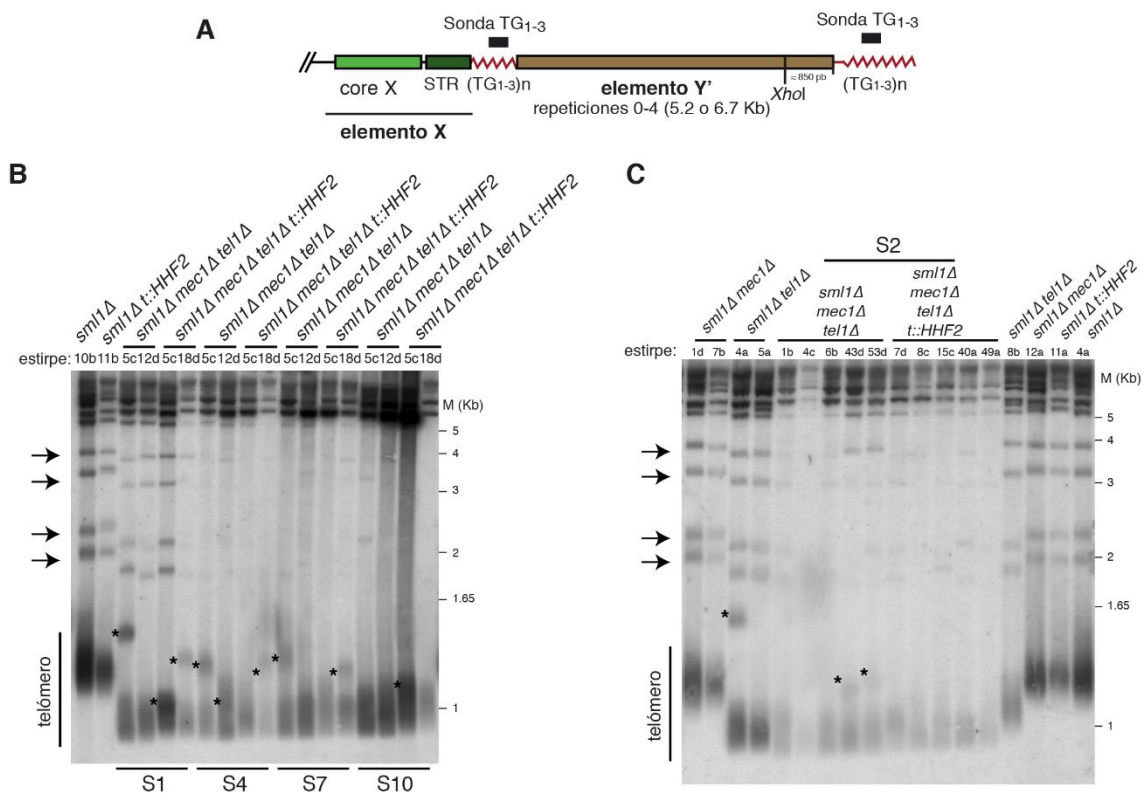 A
Sonda TG1-3
Sonda TG1-3
core X
STR
(TG1-3)n
elemento Y'
≈850 pb
XhoI
(TG1-3)n
repeticiones 0-4 (5.2 o 6.7 Kb)
elemento X
B
sml1Δ
sml1Δ t::HHF2
sml1Δ mec1Δ tel1Δ
sml1Δ mec1Δ tel1Δ t::HHF2
sml1Δ mec1Δ tel1Δ
sml1Δ mec1Δ tel1Δ t::HHF2
sml1Δ mec1Δ tel1Δ
sml1Δ mec1Δ tel1Δ t::HHF2
sml1Δ mec1Δ tel1Δ
sml1Δ mec1Δ tel1Δ t::HHF2
estirpe: 10b 11b 5c12d 5c18d 5c12d 5c18d 5c12d 5c18d 5c12d 5c18d
M (Kb)
5
4
3
2
1.65
1
telómero
* * * * * * * *
S1 S4 S7 S10
C
S2
sml1Δ mec1Δ
sml1Δ tel1Δ
sml1Δ
mec1Δ
tel1Δ
sml1Δ
mec1Δ
tel1Δ
t::HHF2
sml1Δ tel1Δ
sml1Δ mec1Δ
sml1Δ t::HHF2
sml1Δ
estirpe: 1d 7b 4a 5a 1b 4c 6b 43d 53d 7d 8c 15c 40a 49a 8b 12a 11a 4a
M (Kb)
5
4
3
2
1.65
1
telómero
* * *